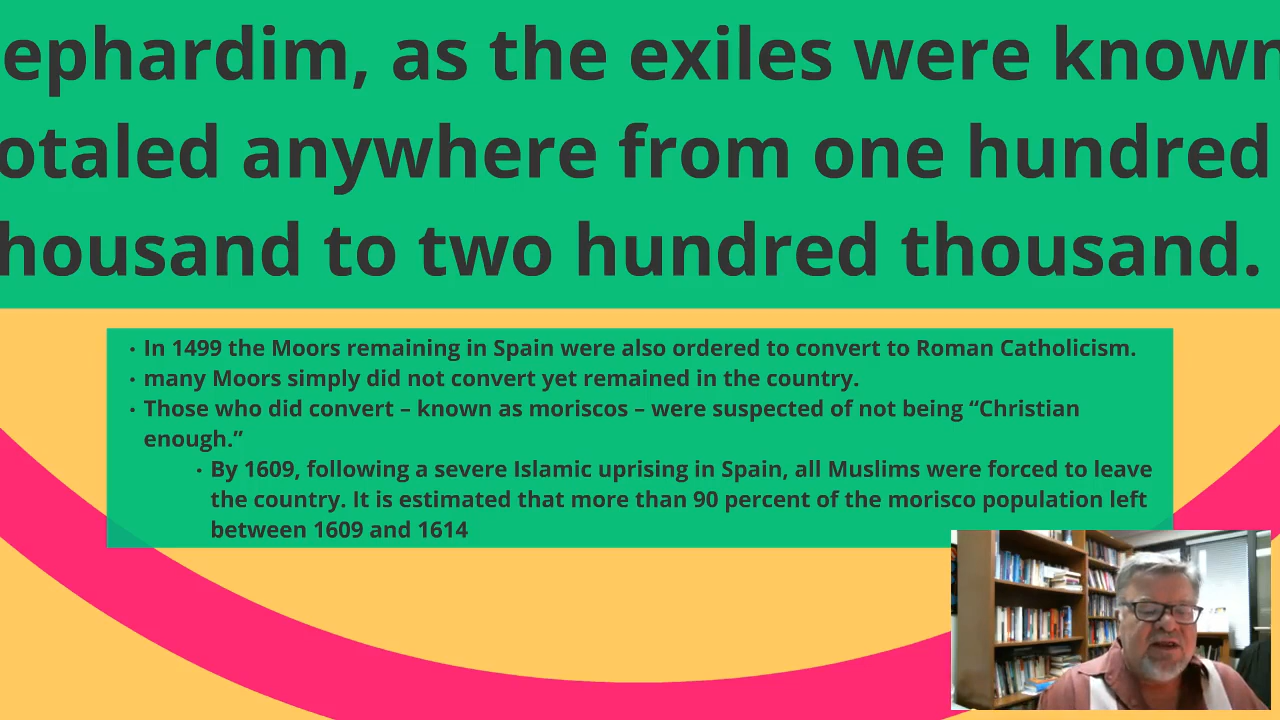 ephardim, as the exiles were known
otaled anywhere from one hundred
housand to two hundred thousand.
• In 1499 the Moors remaining in Spain were also ordered to convert to Roman Catholicism.
• many Moors simply did not convert yet remained in the country.
• Those who did convert – known as moriscos – were suspected of not being “Christian
enough.”
• By 1609, following a severe Islamic uprising in Spain, all Muslims were forced to leave
the country. It is estimated that more than 90 percent of the morisco population left
between 1609 and 1614